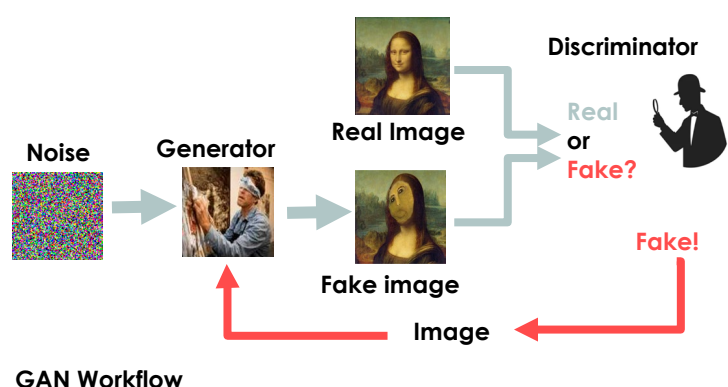 Discriminator
Real Image
Real
or
Fake?
Noise
Generator
Fake image
Fake!
Image
GAN Workflow